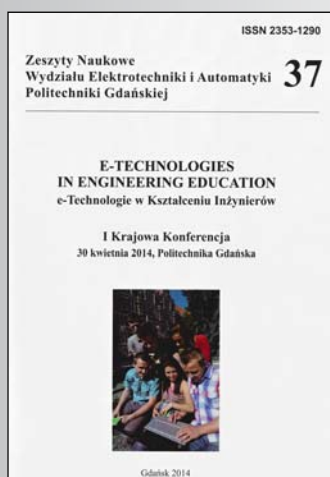 ISSN 2353-1290
Zeszyty Naukowe
Wydziału Elektrotechniki i Automatyki 37
Politechniki Gdańskiej
E-TECHNOLOGIES
IN ENGINEERING EDUCATION
e-Technologie w Kształceniu Inżynierów
I Krajowa Konferencja
30 kwietnia 2014, Politechnika Gdańska
Gdańsk 2014